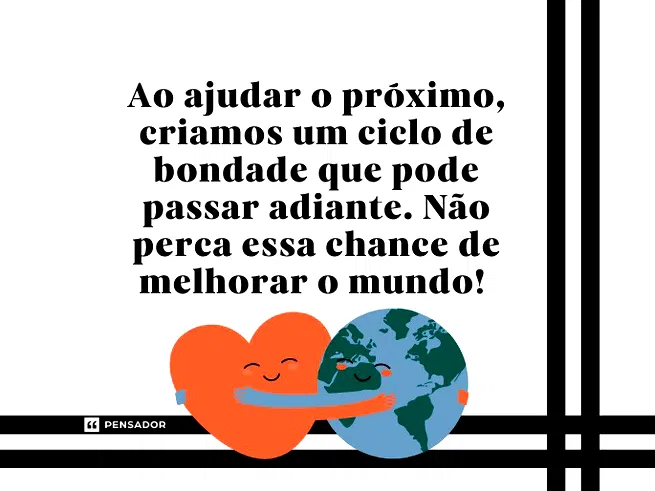 Ao ajudar o próximo,
criamos um ciclo de
bondade que pode
passar adiante. Não
perca essa chance de
melhorar o mundo!
PENSADOR